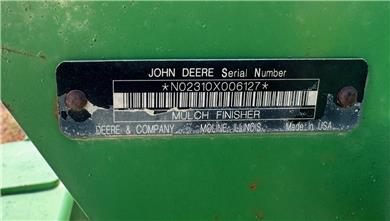 JOHN DEERE Serial Number
*N02310X006127*
MULCH FINISHER
DEERE & COMPANY MOLINE, ILLINOIS, Made in USA